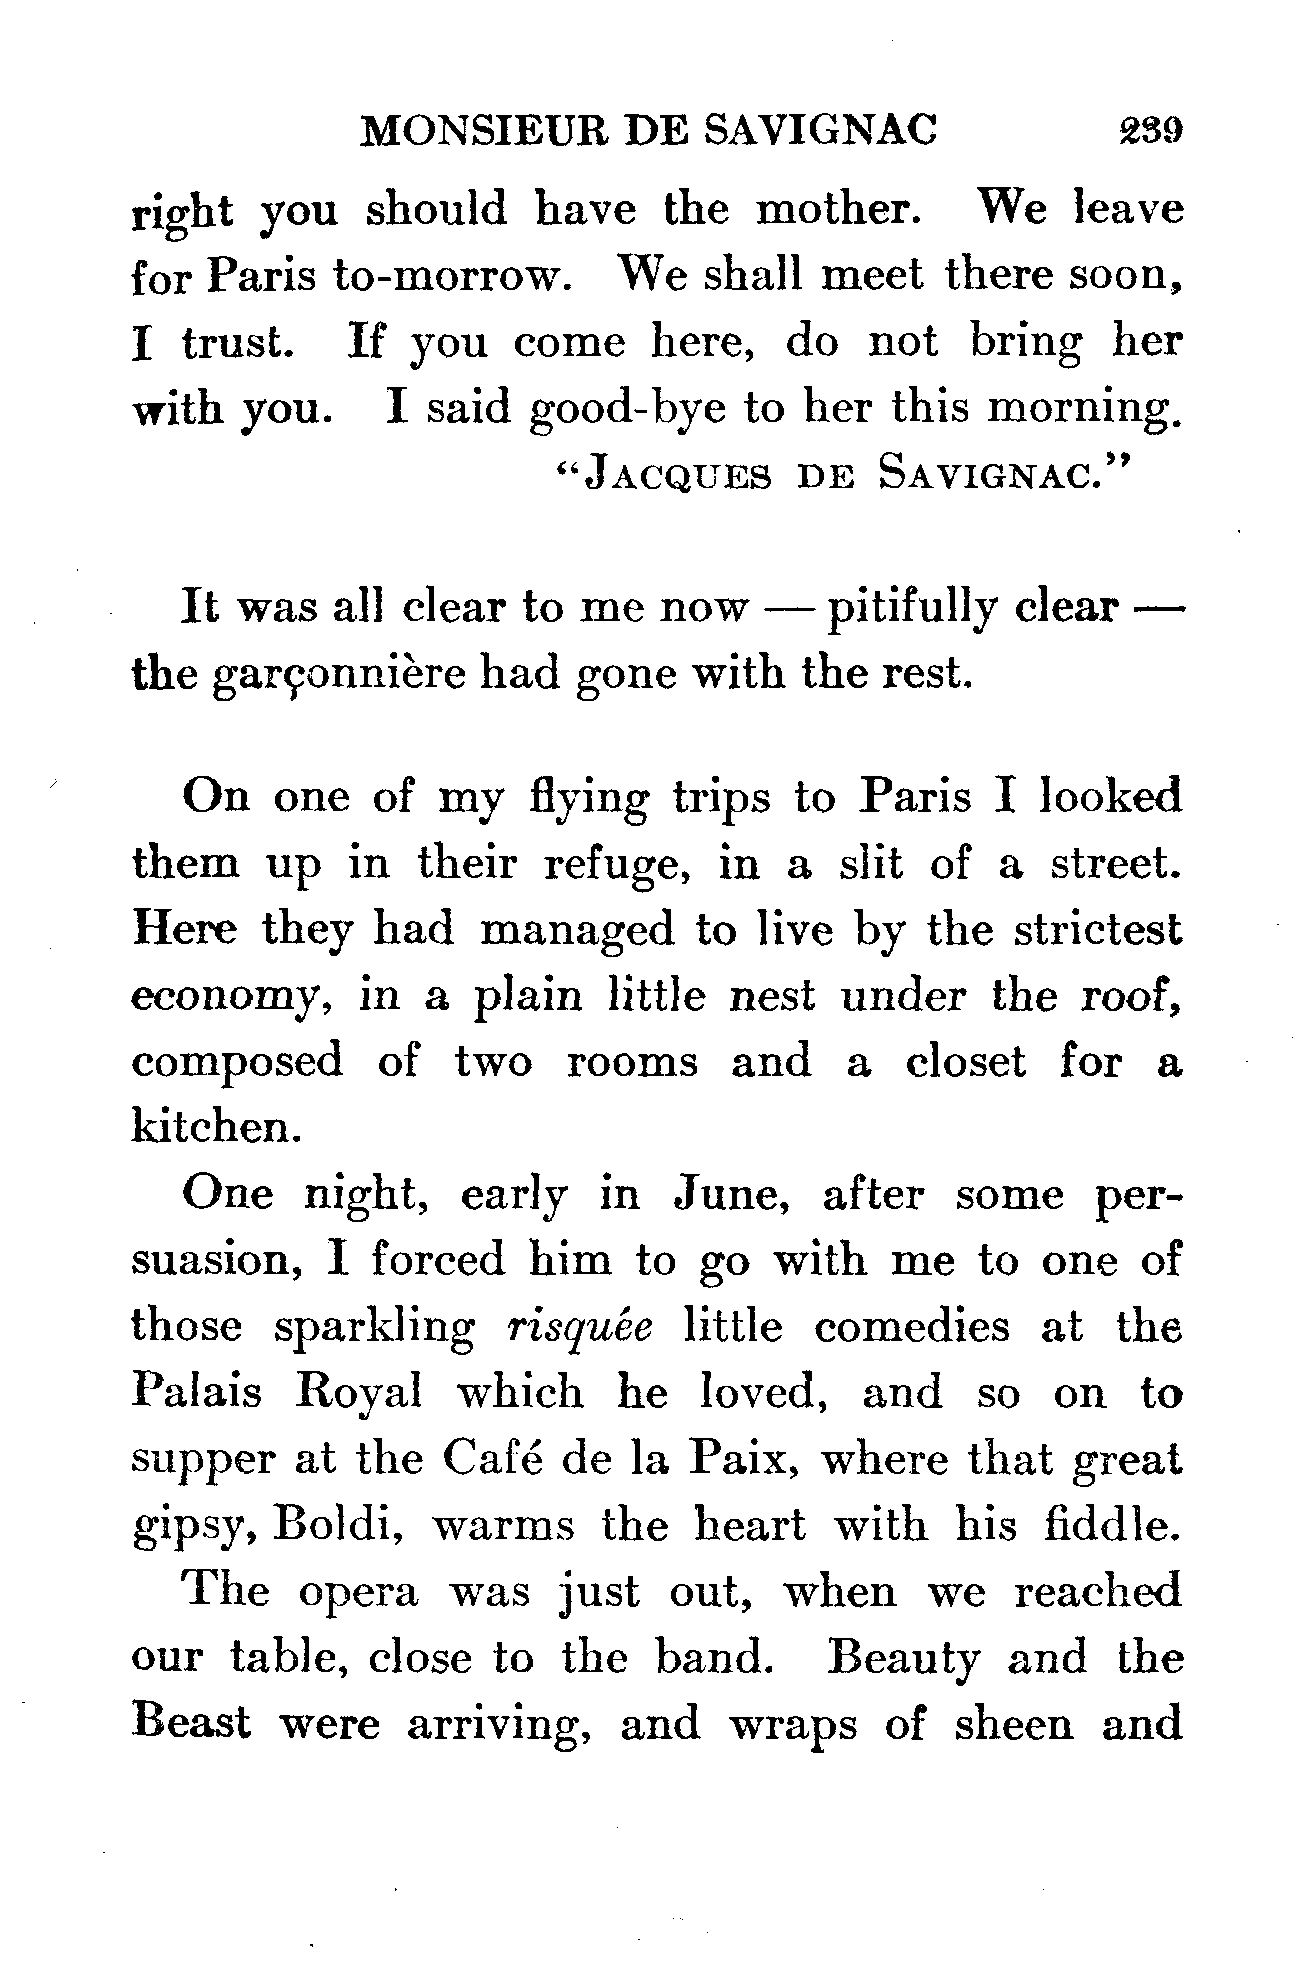 MONSIEUR DE SAVIGNAC 239
right you should have the mother. We leave
for Paris to-morrow. We shall meet there soon,
I trust. If you come here, do not bring her
with you. I said good-bye to her this morning.
“JACQUES DE SAVIGNAC.”
It was all clear to me now — pitifully clear —
the garçonnière had gone with the rest.
On one of my flying trips to Paris I looked
them up in their refuge, in a slit of a street.
Here they had managed to live by the strictest
economy, in a plain little nest under the roof,
composed of two rooms and a closet for a
kitchen.
One night, early in June, after some per-
suasion, I forced him to go with me to one of
those sparkling risquée little comedies at the
Palais Royal which he loved, and so on to
supper at the Café de la Paix, where that great
gipsy, Boldi, warms the heart with his fiddle.
The opera was just out, when we reached
our table, close to the band. Beauty and the
Beast were arriving, and wraps of sheen and